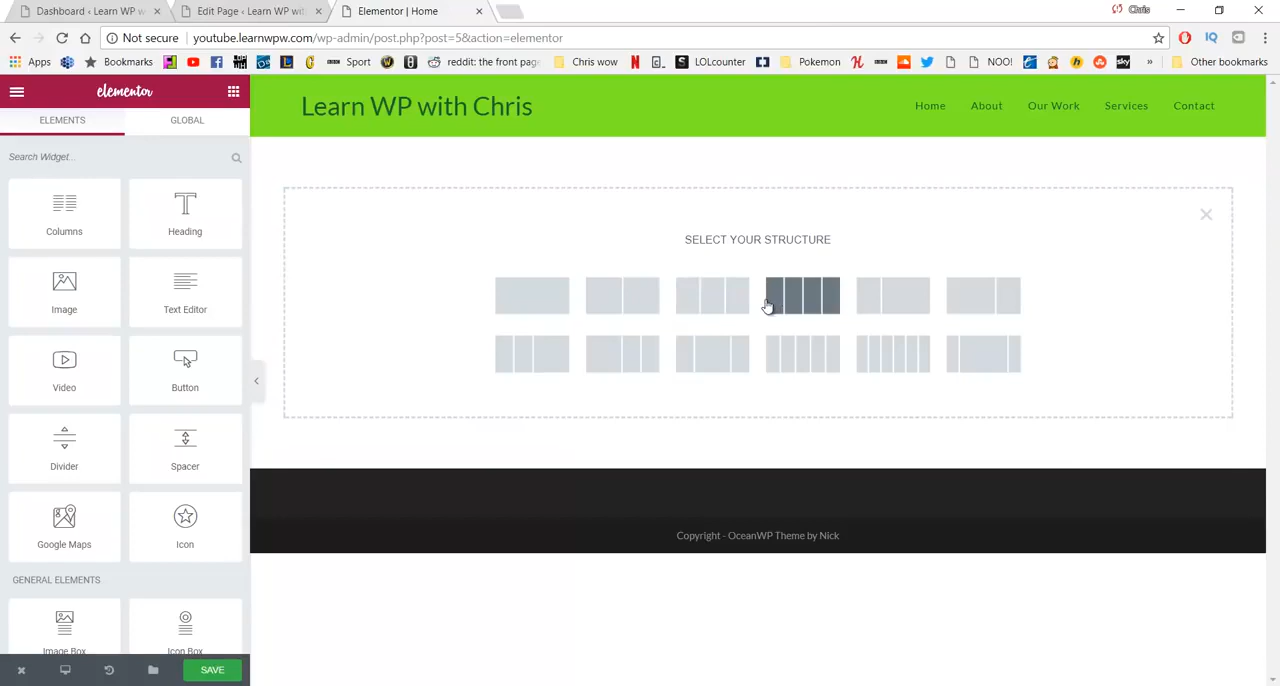 Dashboard ‹ Learn WP w
Edit Page ‹ Learn WP wit
Elementor | Home
Chris
Not secure
youtube.learnwpw.com/wp-admin/post.php?post=5&action=elementor
Apps
Bookmarks
Sport
reddit: the front pag
Chris wow
LOLcounter
Pokemon
NOO!
sky
Other bookmarks
elementor
ELEMENTS
GLOBAL
Search Widget...
Columns
Heading
Image
Text Editor
Video
Button
Divider
Spacer
Google Maps
Icon
GENERAL ELEMENTS
Image Box
Icon Box
SAVE
Learn WP with Chris
Home
About
Our Work
Services
Contact
SELECT YOUR STRUCTURE
Copyright - OceanWP Theme by Nick